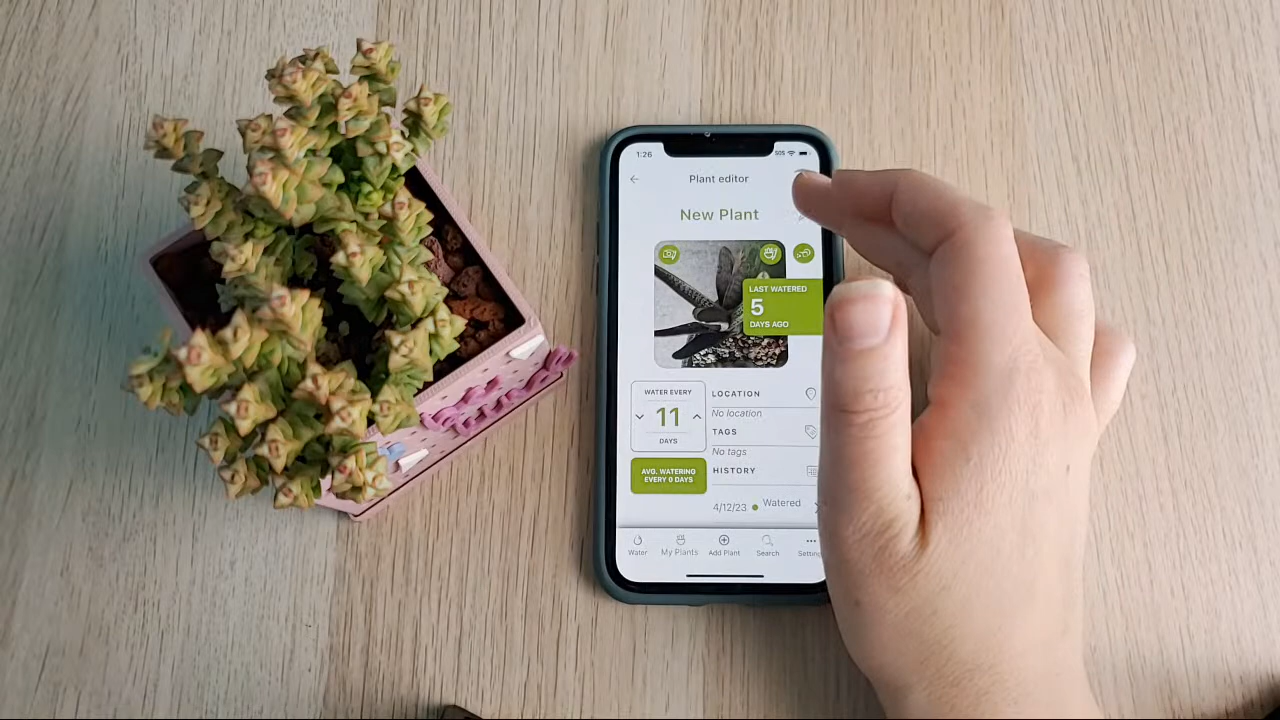 1:26
SOS
Plant editor
New Plant
LAST WATERED
5
DAYS AGO
WATER EVERY
11
DAYS
AVG. WATERING
EVERY 0 DAYS
LOCATION
No location
TAGS
No tags
HISTORY
4/12/23 Watered
Water
My Plants
Add Plant
Search